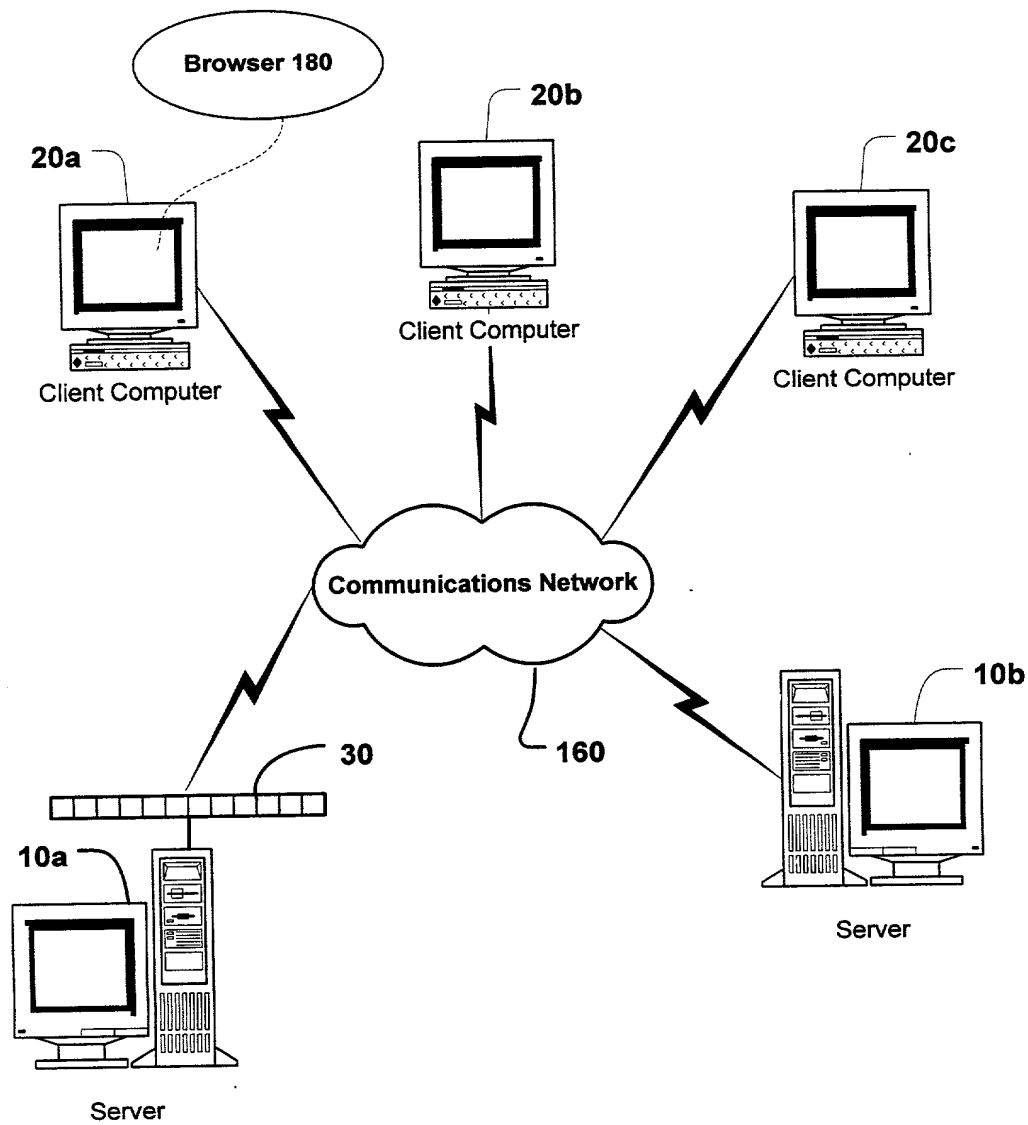 Browser 180
20b
20a
20c
Client Computer
Client Computer
Client Computer
Communications Network
10b
30
160
10a
Server
Server